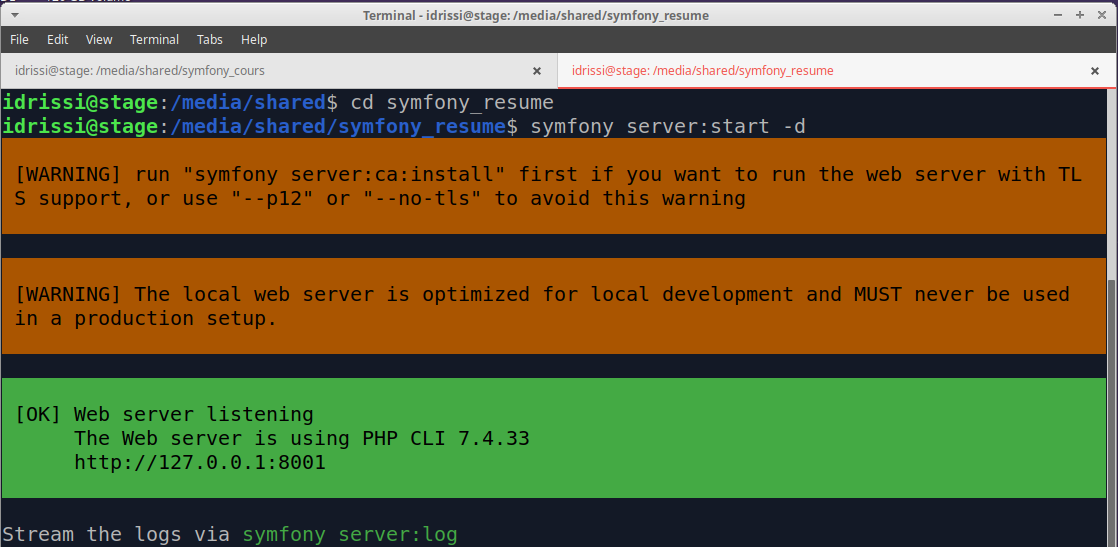 Terminal - idrissi@stage: /media/shared/symfony_resume
File Edit View Terminal Tabs Help
idrissi@stage: /media/shared/symfony_cours
idrissi@stage: /media/shared/symfony_resume
idrissi@stage:/media/shared$ cd symfony_resume
idrissi@stage:/media/shared/symfony_resume$ symfony server:start -d
[WARNING] run "symfony server:ca:install" first if you want to run the web server with TL
S support, or use "--p12" or "--no-tls" to avoid this warning
[WARNING] The local web server is optimized for local development and MUST never be used
in a production setup.
[OK] Web server listening
The Web server is using PHP CLI 7.4.33
http://127.0.0.1:8001
Stream the logs via symfony server:log